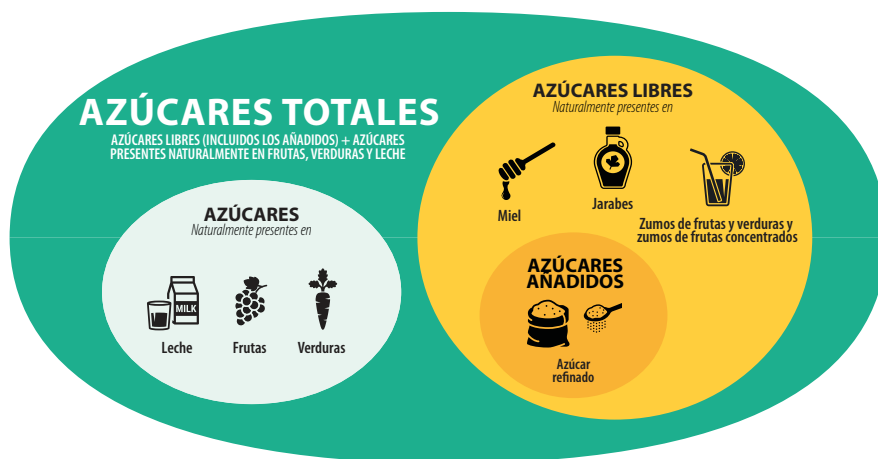 AZÚCARES TOTALES
AZÚCARES LIBRES (INCLUIDOS LOS AÑADIDOS) + AZÚCARES
PRESENTES NATURALMENTE EN FRUTAS, VERDURAS Y LECHE
AZÚCARES
Naturalmente presentes en
MILK
Leche
Frutas
Verduras
AZÚCARES LIBRES
Naturalmente presentes en
Miel
Jarabes
Zumos de frutas y verduras y
zumos de frutas concentrados
AZÚCARES
AÑADIDOS
Azúcar
refinado